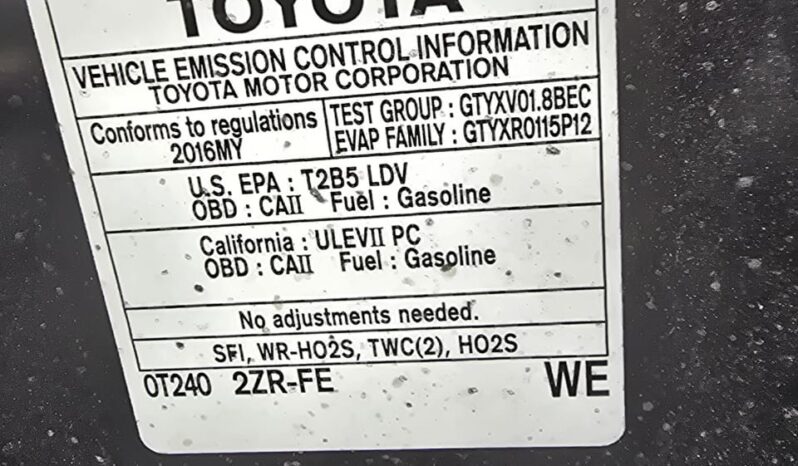 TOYOTA
VEHICLE EMISSION CONTROL INFORMATION
TOYOTA MOTOR CORPORATION
Conforms to regulations
2016MY
TEST GROUP : GTYXV01.8BEC
EVAP FAMILY : GTYXR0115P12
U.S. EPA : T2B5 LDV
OBD : CAII Fuel : Gasoline
California : ULEVII PC
OBD : CAII Fuel : Gasoline
No adjustments needed.
SFI, WR-HO2S, TWC(2), HO2S
0T240 2ZR-FE WE